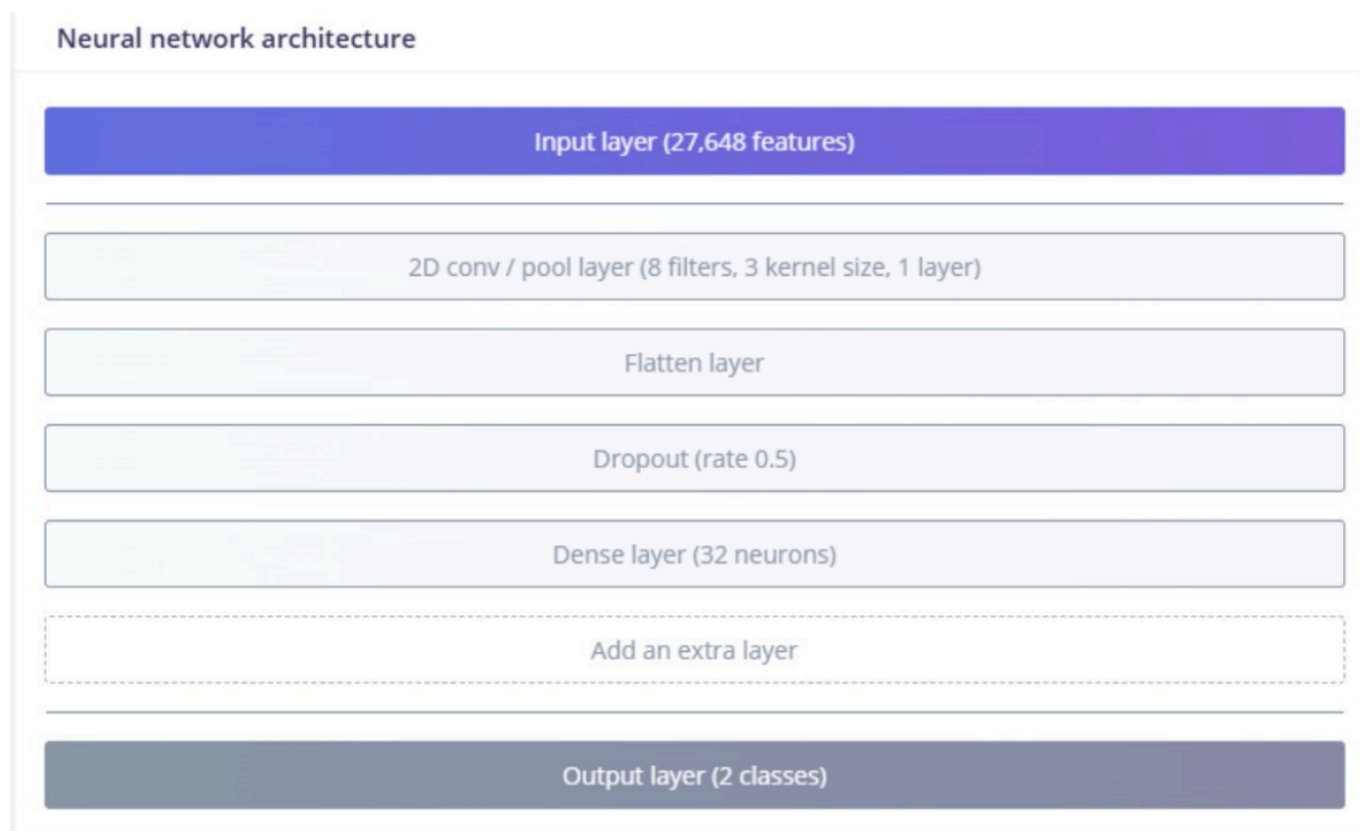 Neural network architecture
Input layer (27,648 features)
2D conv / pool layer (8 filters, 3 kernel size, 1 layer)
Flatten layer
Dropout (rate 0.5)
Dense layer (32 neurons)
Add an extra layer
Output layer (2 classes)